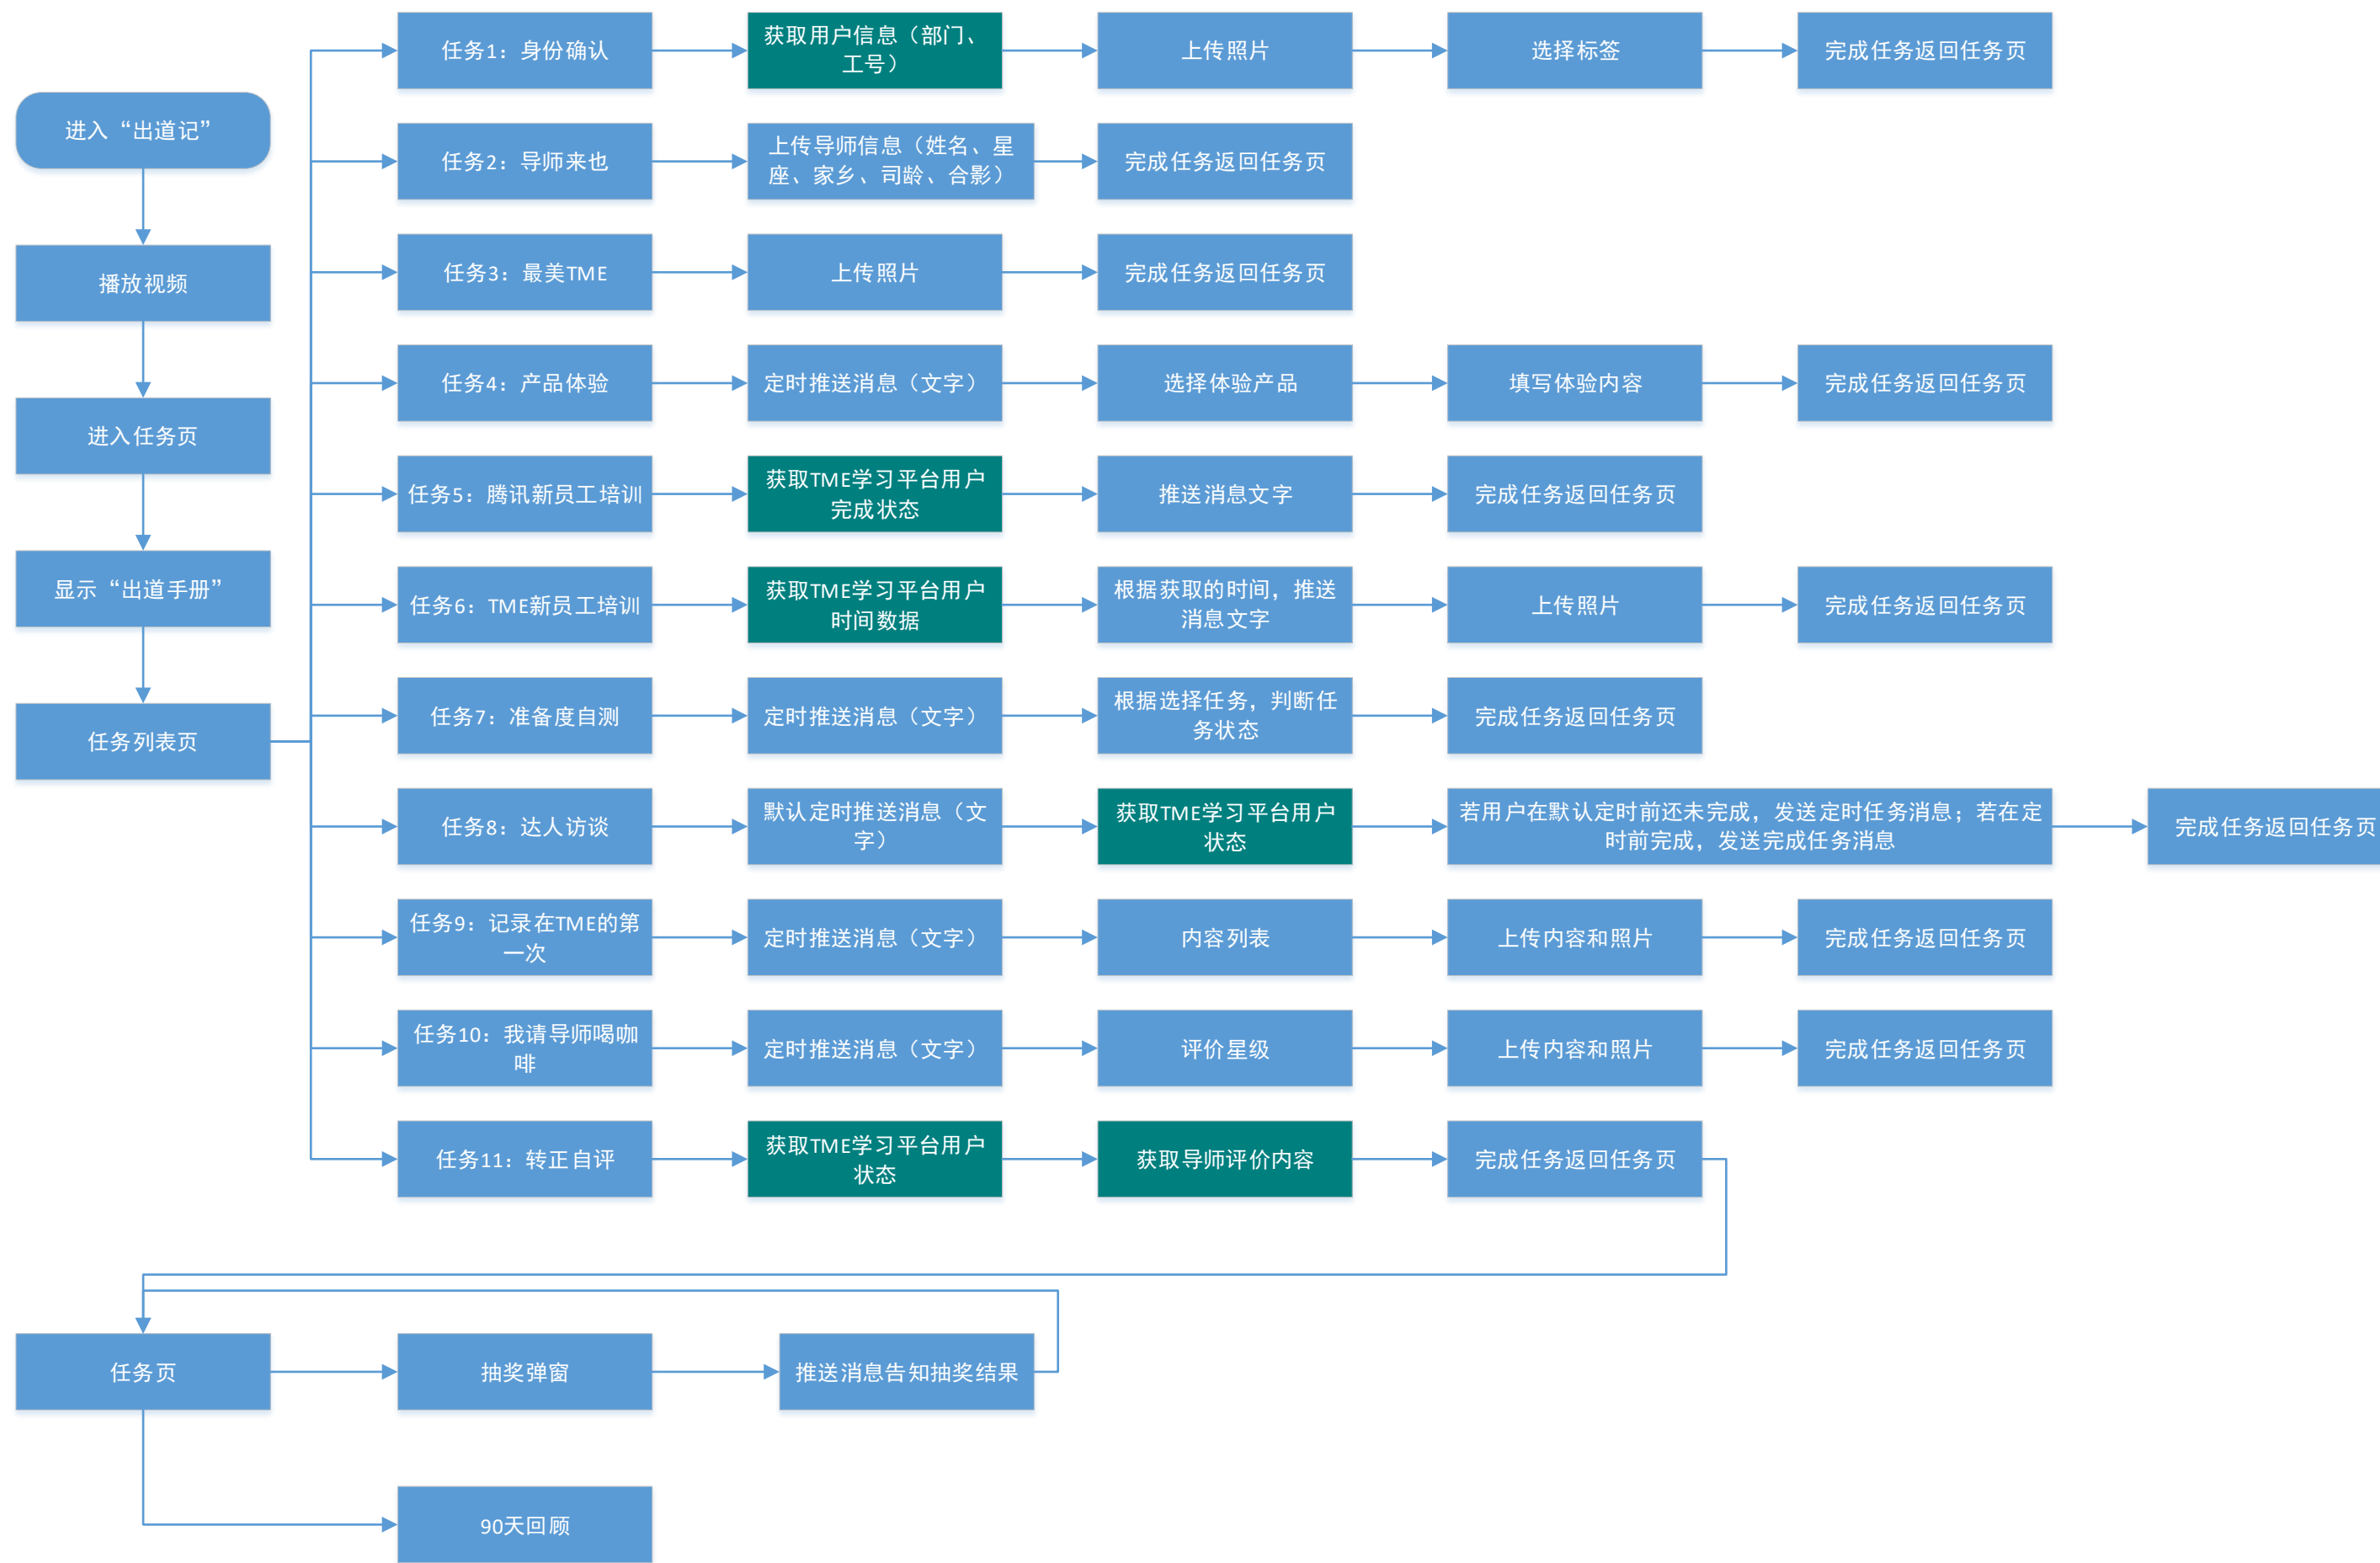 进入“出道记”
播放视频
进入任务页
显示“出道手册”
任务列表页
任务1：身份确认
获取用户信息（部门、
工号）
上传照片
选择标签
完成任务返回任务页
任务2：导师来也
上传导师信息（姓名、星
座、家乡、司龄、合影）
完成任务返回任务页
任务3：最美TME
上传照片
完成任务返回任务页
任务4：产品体验
定时推送消息（文字）
选择体验产品
填写体验内容
完成任务返回任务页
任务5：腾讯新员工培训
获取TME学习平台用户
完成状态
推送消息文字
完成任务返回任务页
任务6：TME新员工培训
获取TME学习平台用户
时间数据
根据获取的时间，推送
消息文字
上传照片
完成任务返回任务页
任务7：准备度自测
定时推送消息（文字）
根据选择任务，判断任
务状态
完成任务返回任务页
任务8：达人访谈
默认定时推送消息（文
字）
获取TME学习平台用户
状态
若用户在默认定时前还未完成，发送定时任务消息；若在定
时前完成，发送完成任务消息
完成任务返回任务页
任务9：记录在TME的第
一次
定时推送消息（文字）
内容列表
上传内容和照片
完成任务返回任务页
任务10：我请导师喝咖
啡
定时推送消息（文字）
评价星级
上传内容和照片
完成任务返回任务页
任务11：转正自评
获取TME学习平台用户
状态
获取导师评价内容
完成任务返回任务页
任务页
抽奖弹窗
推送消息告知抽奖结果
90天回顾